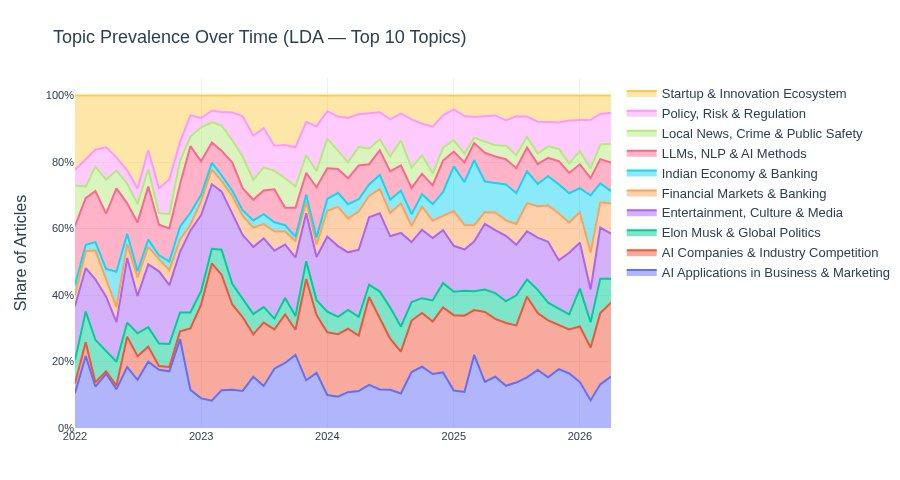 Topic Prevalence Over Time (LDA — Top 10 Topics)
100%
80%
60%
40%
20%
0%
Share of Articles
2022
2023
2024
2025
2026
Startup & Innovation Ecosystem
Policy, Risk & Regulation
Local News, Crime & Public Safety
LLMs, NLP & AI Methods
Indian Economy & Banking
Financial Markets & Banking
Entertainment, Culture & Media
Elon Musk & Global Politics
AI Companies & Industry Competition
AI Applications in Business & Marketing